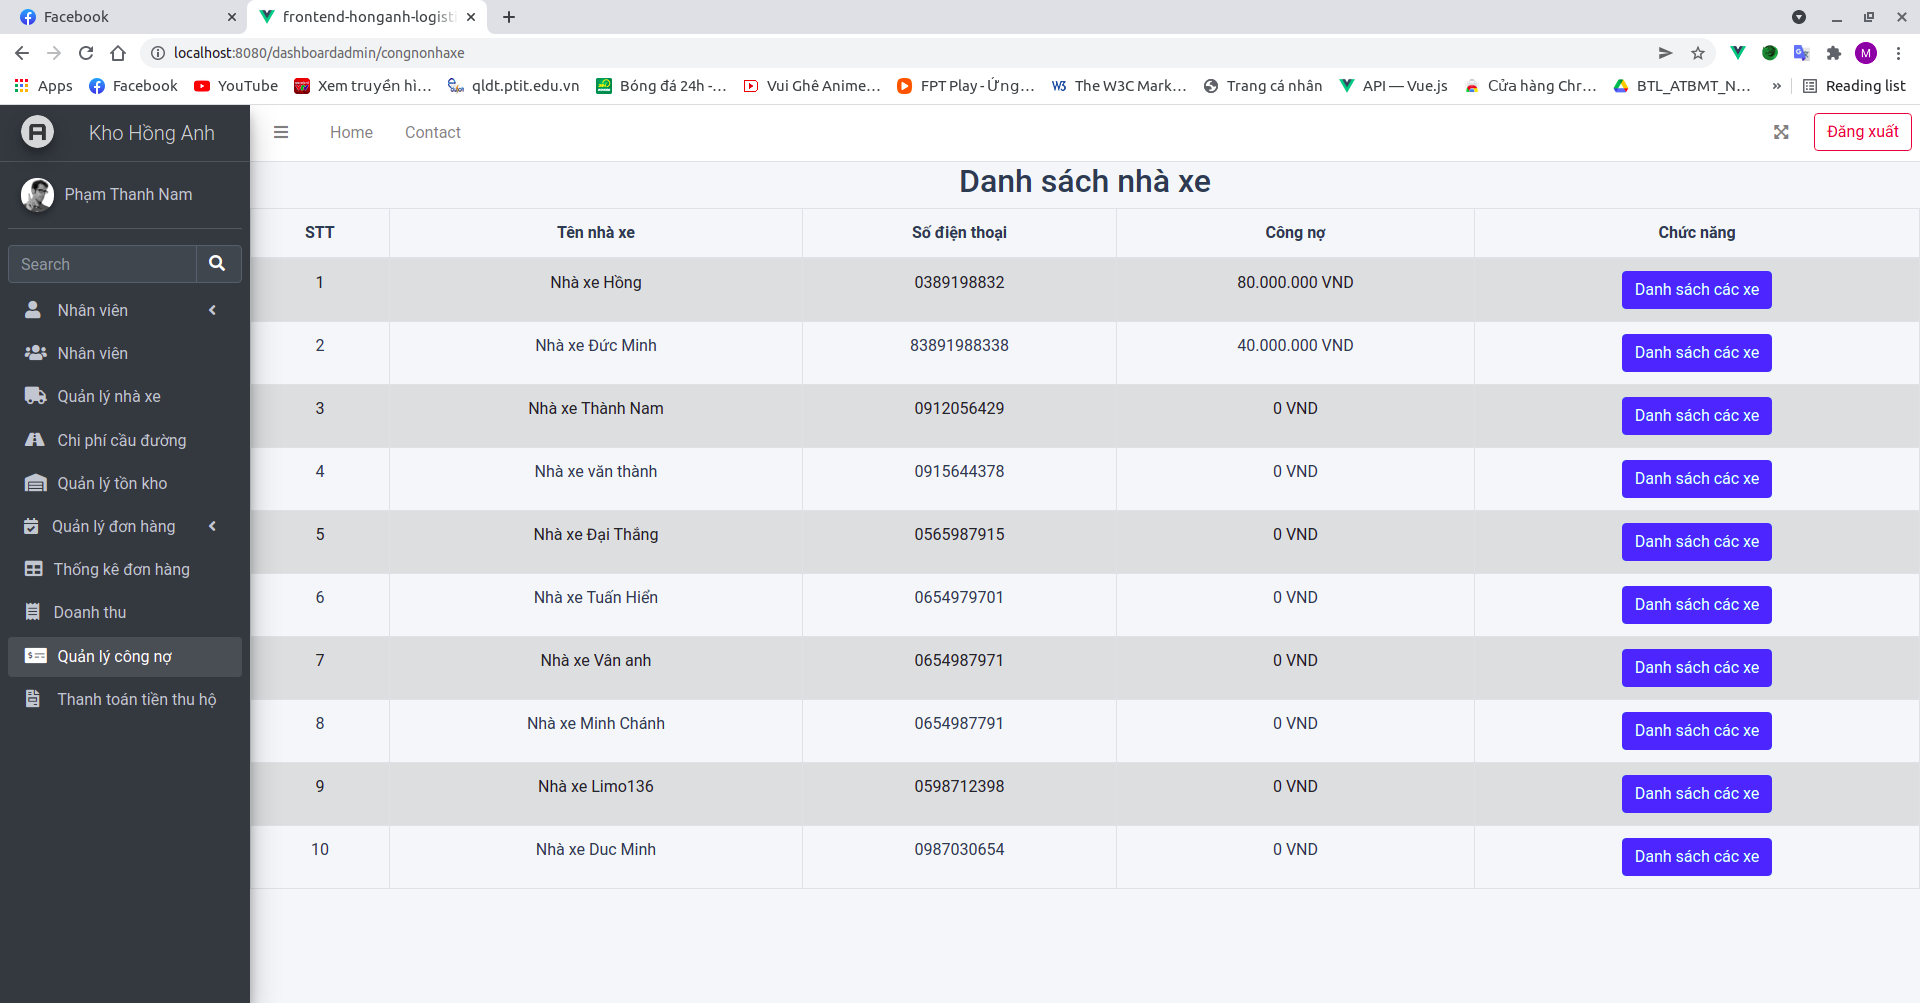 Facebook
frontend-honganh-logist
localhost:8080/dashboardadmin/congnonhaxe
M
Apps Facebook YouTube Xem truyền hì... qldt.ptit.edu.vn Bóng đá 24h -... Vui Ghê Anime... FPT Play - Ứng... The W3C Mark... Trang cá nhân API — Vue.js Cửa hàng Chr... BTL_ATBMT_N... » Reading list
Kho Hồng Anh
Home Contact Đăng xuất
Phạm Thanh Nam
Search
Nhân viên
Nhân viên
Quản lý nhà xe
Chi phí cầu đường
Quản lý tồn kho
Quản lý đơn hàng
Thống kê đơn hàng
Doanh thu
Quản lý công nợ
Thanh toán tiền thu hộ
Danh sách nhà xe
STT Tên nhà xe Số điện thoại Công nợ Chức năng
1 Nhà xe Hồng 0389198832 80.000.000 VND Danh sách các xe
2 Nhà xe Đức Minh 83891988338 40.000.000 VND Danh sách các xe
3 Nhà xe Thành Nam 0912056429 0 VND Danh sách các xe
4 Nhà xe văn thành 0915644378 0 VND Danh sách các xe
5 Nhà xe Đại Thắng 0565987915 0 VND Danh sách các xe
6 Nhà xe Tuấn Hiển 0654979701 0 VND Danh sách các xe
7 Nhà xe Vân anh 0654987971 0 VND Danh sách các xe
8 Nhà xe Minh Chánh 0654987791 0 VND Danh sách các xe
9 Nhà xe Limo136 0598712398 0 VND Danh sách các xe
10 Nhà xe Duc Minh 0987030654 0 VND Danh sách các xe